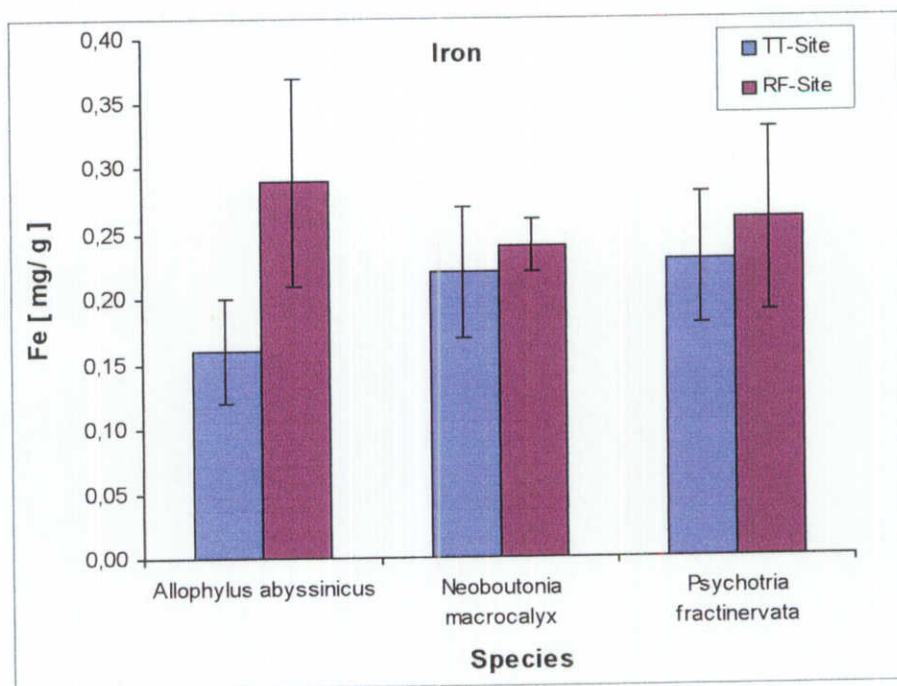 Iron
TT-Site
RF-Site
Fe [ mg/ g ]
0,40
0,35
0,30
0,25
0,20
0,15
0,10
0,05
0,00
Allophylus abyssinicus
Neoboutonia
macrocalyx
Psychotria
fractinervata
Species